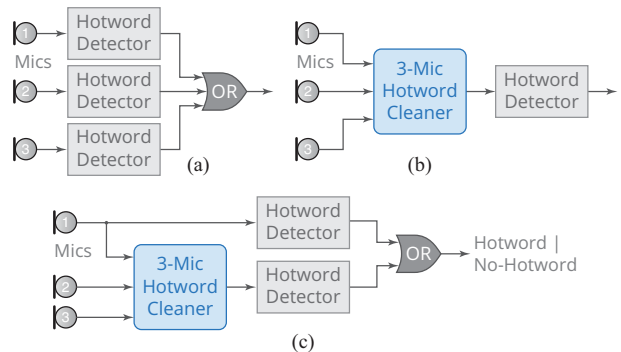 1
Hotword
Detector
Mics
2
Hotword
Detector
OR
3
Hotword
Detector
(a)
1
Mics
2
3
3-Mic
Hotword
Cleaner
Hotword
Detector
(b)
1
Mics
2
3
3-Mic
Hotword
Cleaner
Hotword
Detector
Hotword
Detector
OR
Hotword |
No-Hotword
(c)